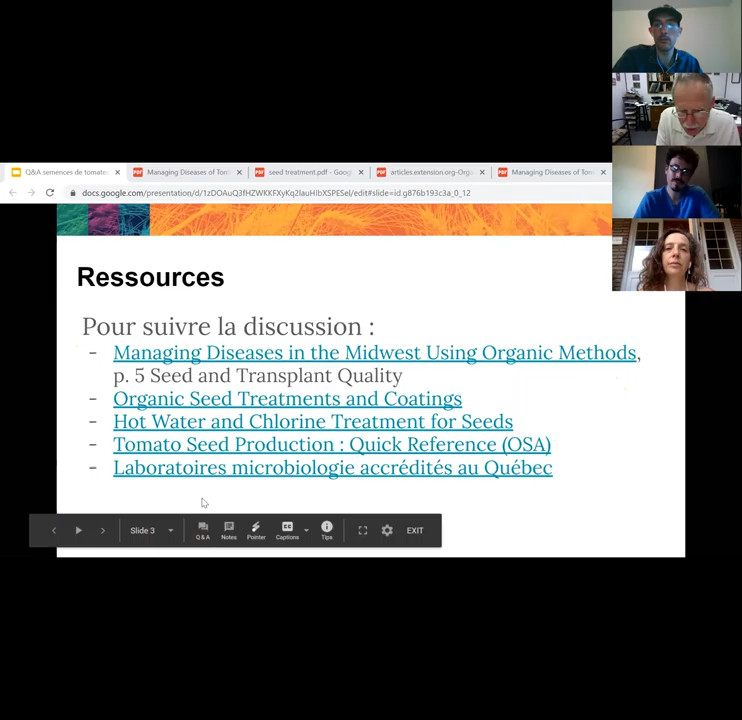 Q&A semences de tomate
Managing Diseases of Tom
seed treatment.pdf - Goog
articles.extension.org-Orga
Managing Diseases of Tom
docs.google.com/presentation/d/1zDOAuQ3fHZWKKFXyKq2lauHIbXSPESeI/edit#slide=id.g876b193c3a_0_12
Ressources
Pour suivre la discussion :
- Managing Diseases in the Midwest Using Organic Methods,
p. 5 Seed and Transplant Quality
- Organic Seed Treatments and Coatings
- Hot Water and Chlorine Treatment for Seeds
- Tomato Seed Production : Quick Reference (OSA)
- Laboratoires microbiologie accrédités au Québec
Slide 3
Q & A
Notes
Pointer
Captions
Tips
EXIT